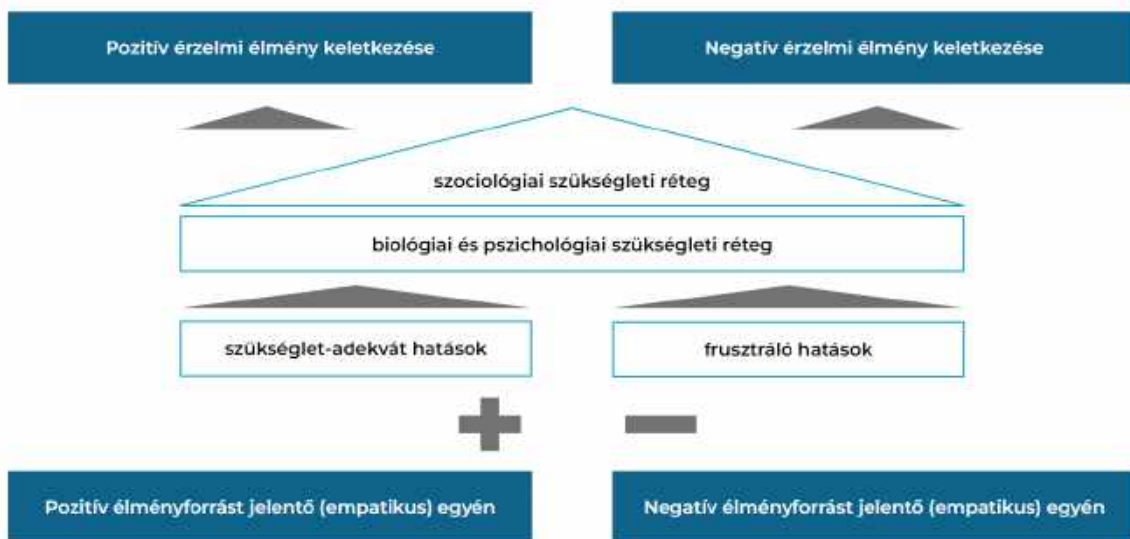 Pozitív érzelmi élmény keletkezése
Negatív érzelmi élmény keletkezése
szociológiai szükségleti réteg
biológiai és pszichológiai szükségleti réteg
szükséglet-adekvát hatások
frusztráló hatások
Pozitív élményforrást jelentő (empatikus) egyén
Negatív élményforrást jelentő (empatikus) egyén